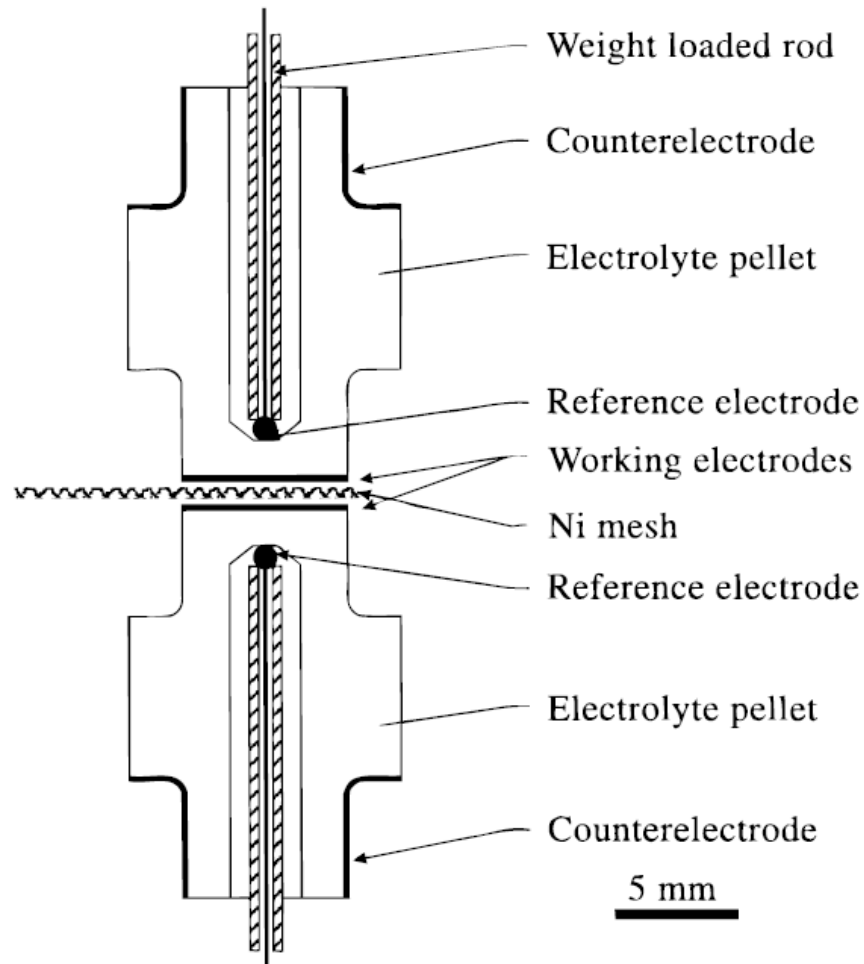 Weight loaded rod
Counterelectrode
Electrolyte pellet
Reference electrode
Working electrodes
Ni mesh
Reference electrode
Electrolyte pellet
Counterelectrode
5 mm